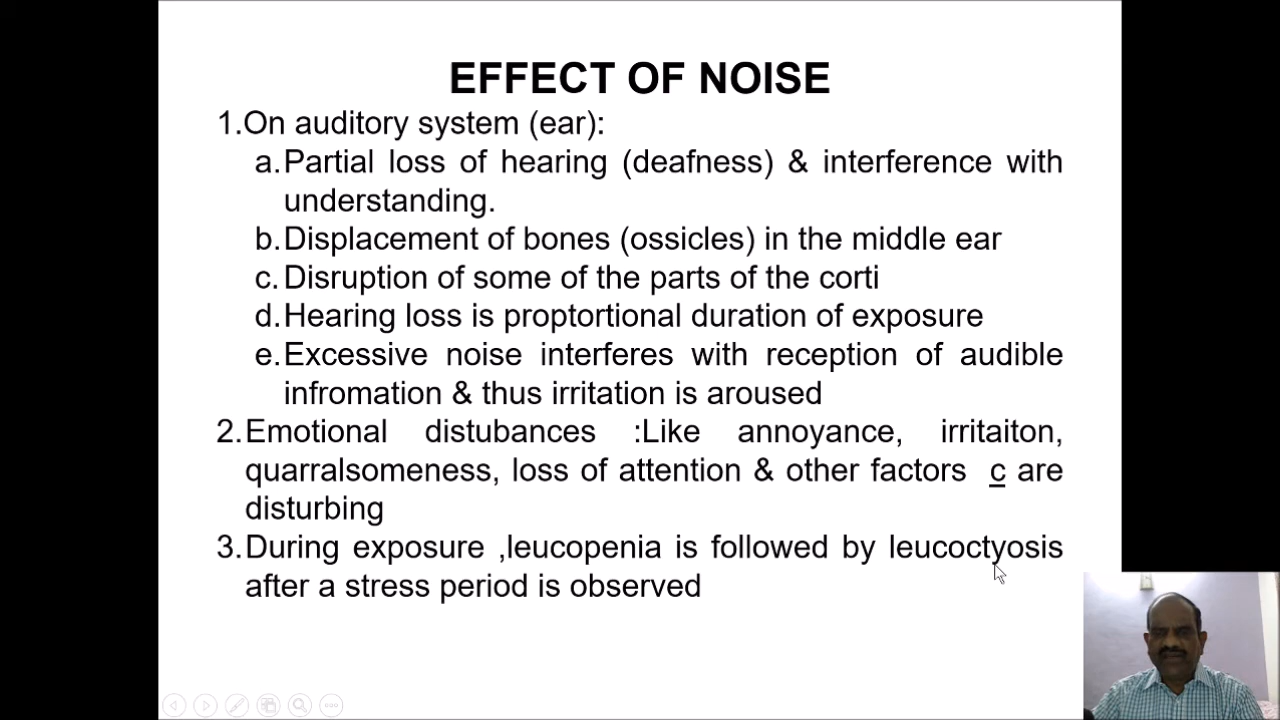 EFFECT OF NOISE
1.On auditory system (ear):
a.Partial loss of hearing (deafness) & interference with
understanding.
b.Displacement of bones (ossicles) in the middle ear
c.Disruption of some of the parts of the corti
d.Hearing loss is proptortional duration of exposure
e.Excessive noise interferes with reception of audible
infromation & thus irritation is aroused
2.Emotional distubances :Like annoyance, irritaiton,
quarralsomeness, loss of attention & other factors c are
disturbing
3.During exposure ,leucopenia is followed by leucoctyosis
after a stress period is observed